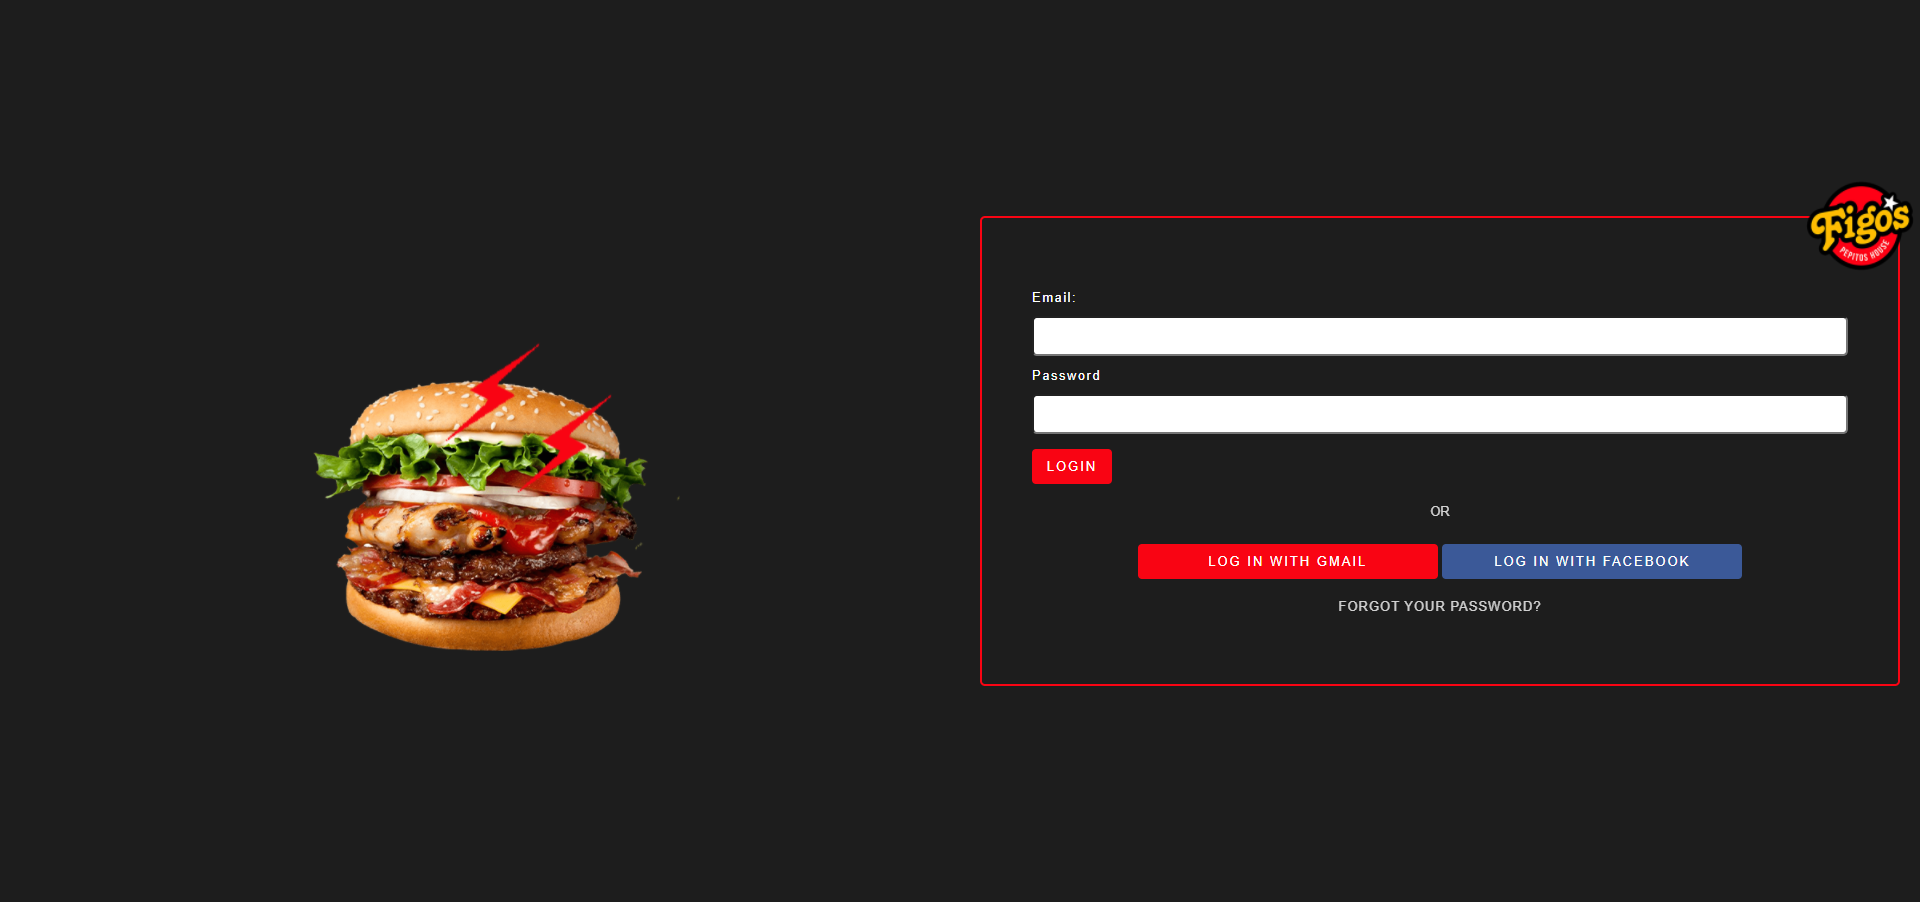 Figos
PEPITUS HOUSE
Email:
Password
LOGIN
OR
LOG IN WITH GMAIL
LOG IN WITH FACEBOOK
FORGOT YOUR PASSWORD?